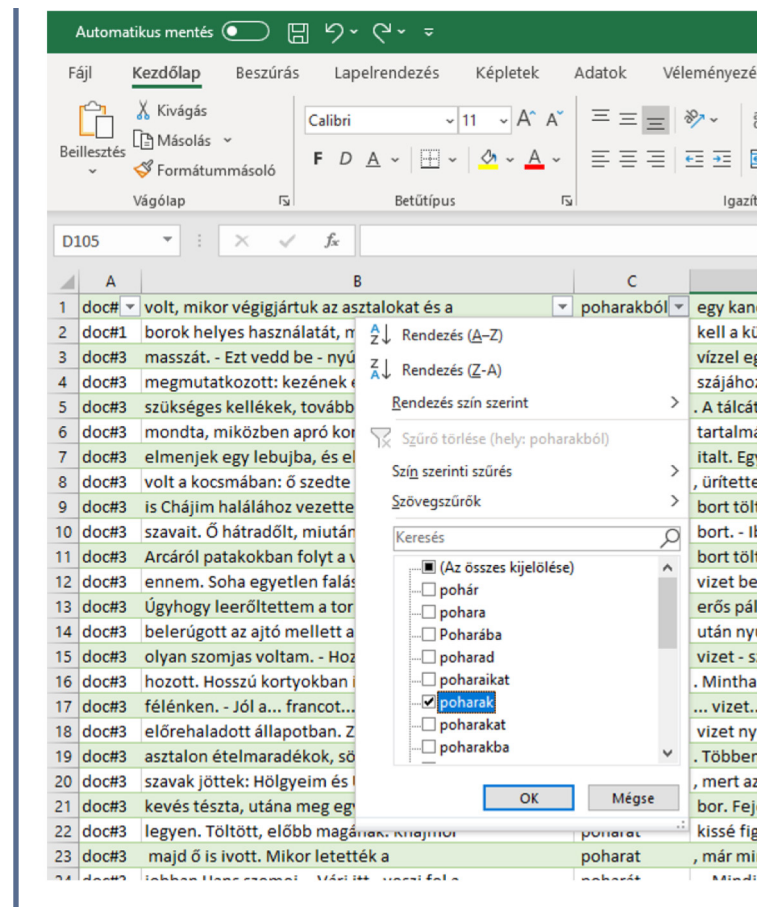 Automatikus mentés
Fájl Kezdőlap Beszúrás Lapelrendezés Képletek Adatok Véleményezé
Beillesztés
Kivágás
Másolás
Formátummásoló
Vágólap
Calibri 11 A A
F D A A
Betűtípus
Igazít
D105 fx
A B C
1 doc# volt, mikor végigjártuk az asztalokat és a poharakból egy kan
2 doc#1 borok helyes használatát, m kell a kü
3 doc#3 masszát. - Ezt vedd be - nyú vízzel eg
4 doc#3 megmutatkozott: kezének é szájához
5 doc#3 szükséges kellékek, tovább . A tálcát
6 doc#3 mondta, miközben apró kor tartalmá
7 doc#3 elmenjek egy lebujba, és el italt. Egy
8 doc#3 volt a kocsmában: ő szedte , ürítette
9 doc#3 is Chájim halálához vezette bort tölt
10 doc#3 szavait. Ő hátradőlt, miután bort. - Ib
11 doc#3 Arcáról patakokban folyt a v bort tölt
12 doc#3 ennem. Soha egyetlen falás vizet be
13 doc#3 Úgyhogy leerőltettem a tor erős pál
14 doc#3 belerúgott az ajtó mellett a után nyú
15 doc#3 olyan szomjas voltam. - Hoz vizet - s
16 doc#3 hozott. Hosszú kortyokban i . Mintha
17 doc#3 félénken. - Jól a... francot... ... vizet..
18 doc#3 előrehaladott állapotban. Z vizet ny
19 doc#3 asztalon ételmaradékok, sö . Többen
20 doc#3 szavak jöttek: Hölgyeim és , mert az
21 doc#3 kevés tészta, utána meg egy bor. Fej
22 doc#3 legyen. Töltött, előbb magának. Khajmol poharat kissé fig
23 doc#3 majd ő is ivott. Mikor letették a poharat , már mi
Rendezés (A–Z)
Rendezés (Z-A)
Rendezés szín szerint
Szűrő törlése (hely: poharakból)
Szín szerinti szűrés
Szövegszűrők
Keresés
(Az összes kijelölése)
pohár
pohara
Poharába
poharad
poharaikat
poharak
poharakat
poharakba
OK Mégse